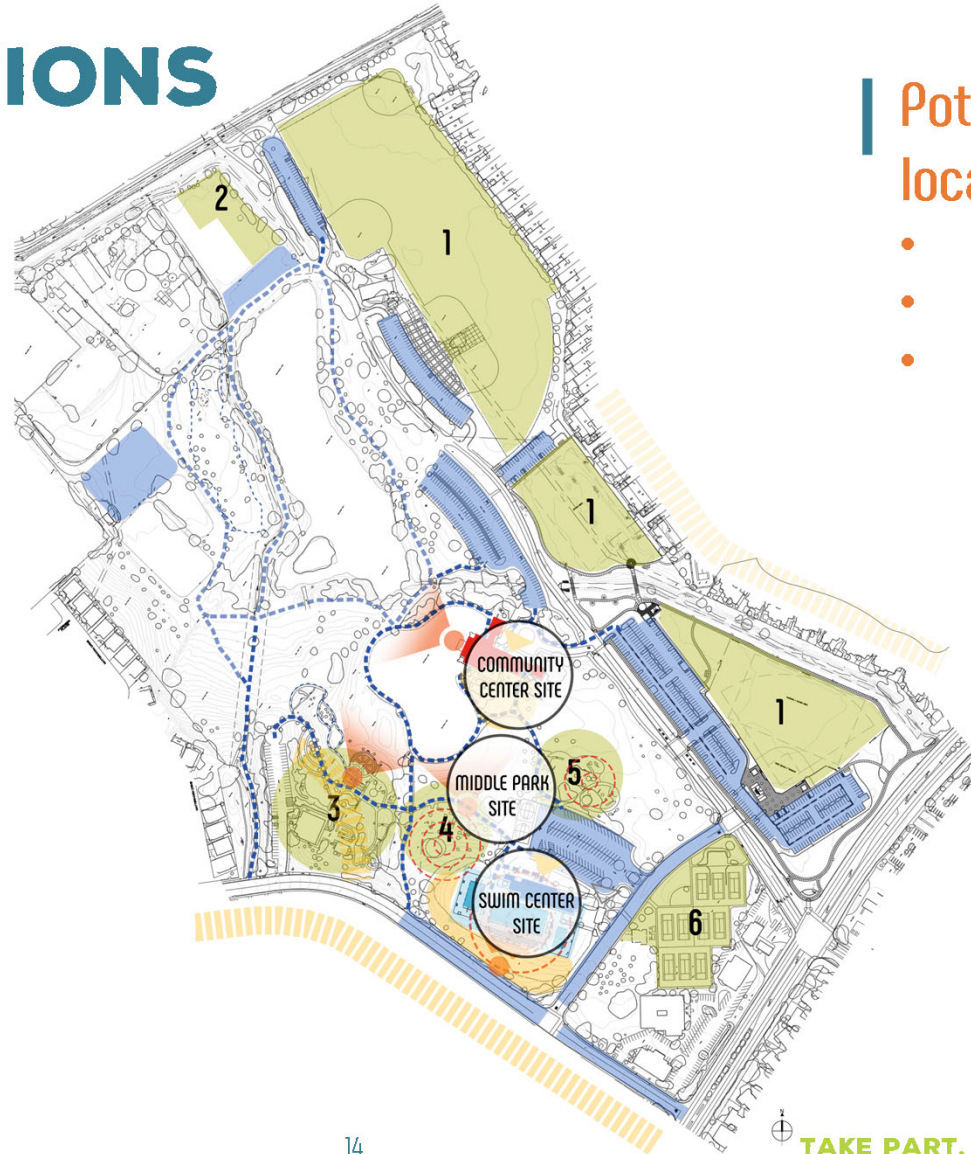 IONS
Pot
loca
•
•
•
2
1
1
COMMUNITY
CENTER SITE
1
MIDDLE PARK
SITE
5
3
4
SWIM CENTER
SITE
6
N
14
TAKE PART.